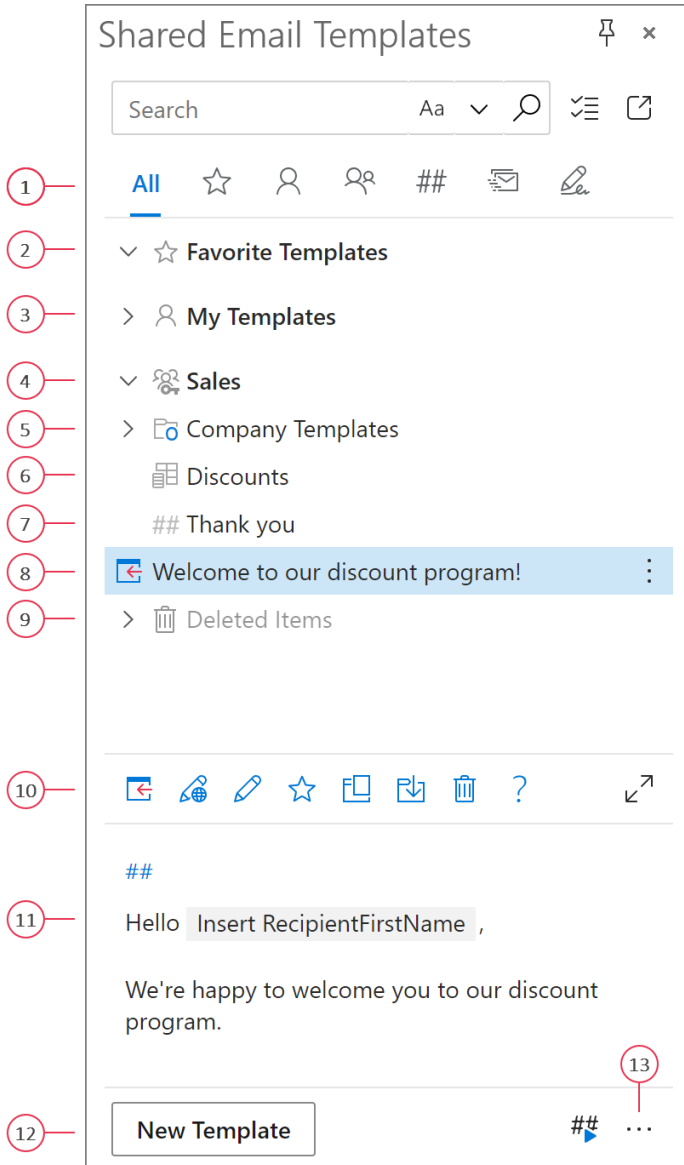 Shared Email Templates
Search Aa
1 All ##
2 Favorite Templates
3 My Templates
4 Sales
5 Company Templates
6 Discounts
7 ## Thank you
8 Welcome to our discount program!
9 Deleted Items
10 ?
##
11 Hello Insert RecipientFirstName ,
We're happy to welcome you to our discount
program.
13
12 New Template ## ...